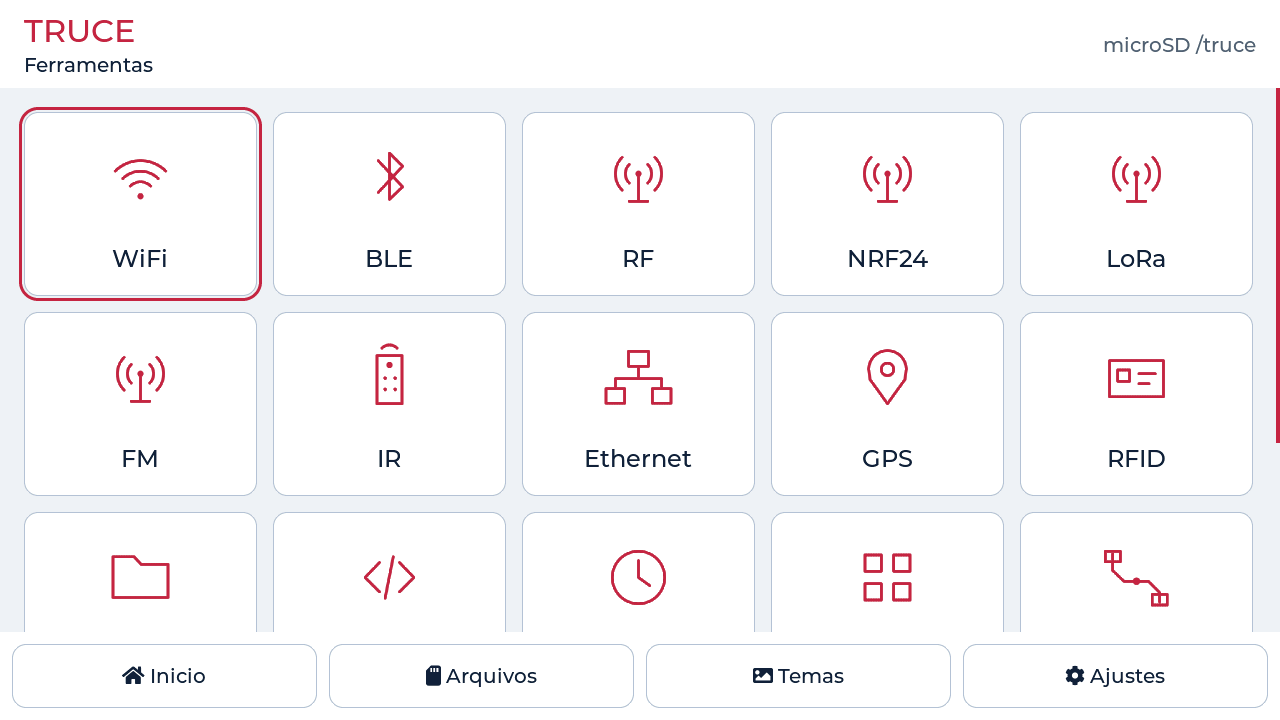 TRUCE
Ferramentas
microSD /truce
WiFi
BLE
RF
NRF24
LoRa
FM
IR
Ethernet
GPS
RFID
Inicio
Arquivos
Temas
Ajustes